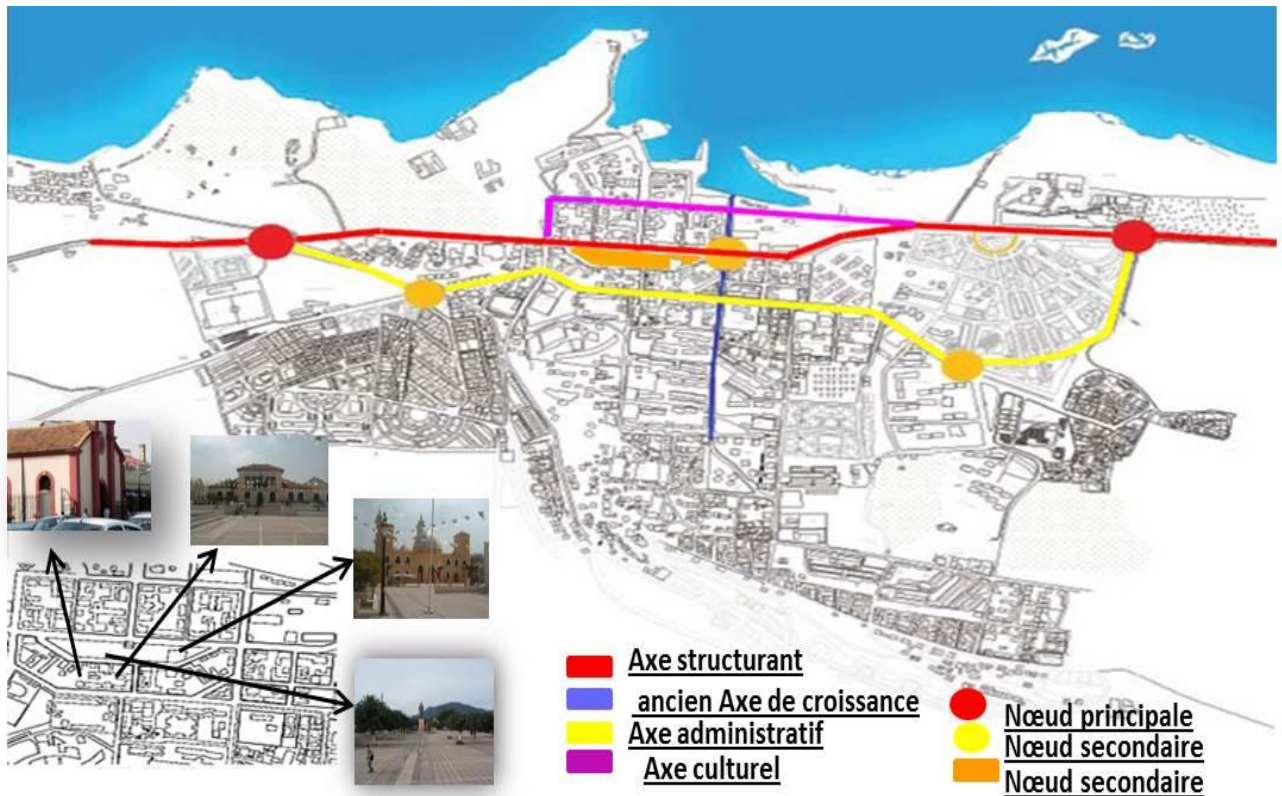 Axe structurant
ancien Axe de croissance
Axe administratif
Axe culturel
Nœud principale
Nœud secondaire
Nœud secondaire